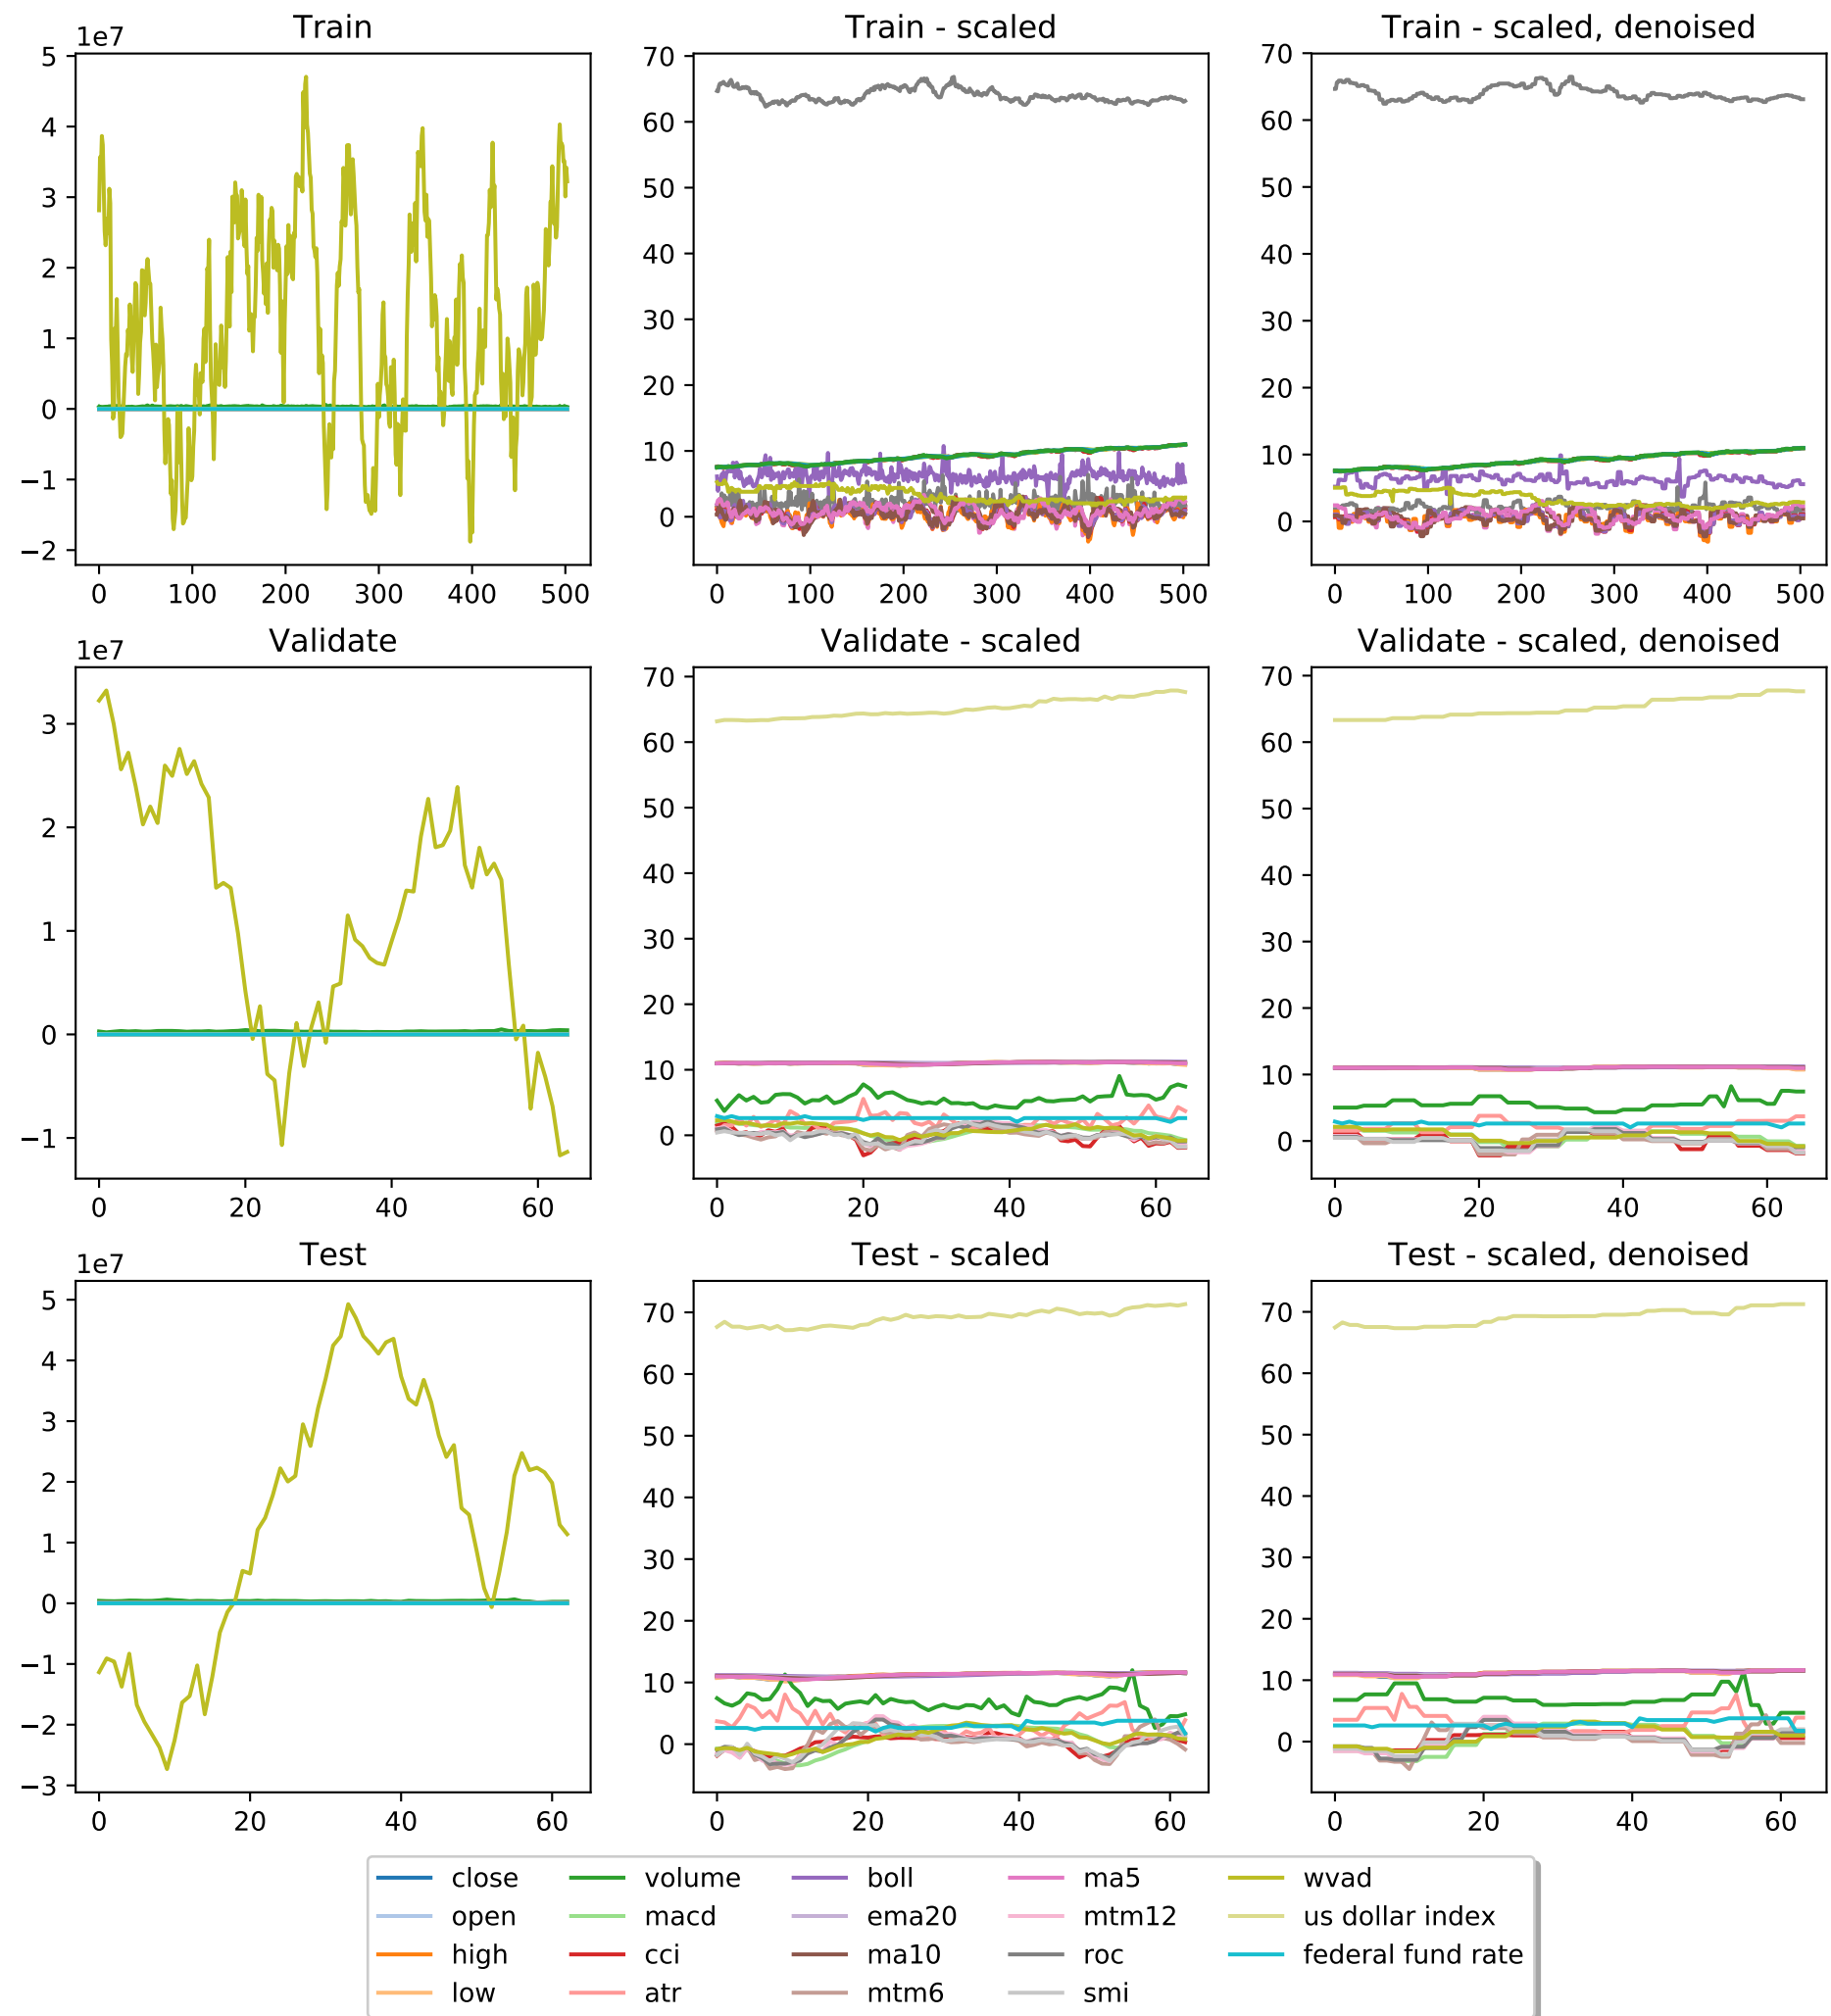 Train
Train - scaled
Train - scaled, denoised
1e7
5
4
3
2
1
0
−1
−2
0 100 200 300 400 500
70
60
50
40
30
20
10
0
0 100 200 300 400 500
70
60
50
40
30
20
10
0
0 100 200 300 400 500
Validate
Validate - scaled
Validate - scaled, denoised
1e7
3
2
1
0
−1
0 20 40 60
70
60
50
40
30
20
10
0
0 20 40 60
70
60
50
40
30
20
10
0
0 20 40 60
Test
Test - scaled
Test - scaled, denoised
1e7
5
4
3
2
1
0
−1
−2
−3
0 20 40 60
70
60
50
40
30
20
10
0
0 20 40 60
70
60
50
40
30
20
10
0
0 20 40 60
close
open
high
low
volume
macd
cci
atr
boll
ema20
ma10
mtm6
ma5
mtm12
roc
smi
wvad
us dollar index
federal fund rate